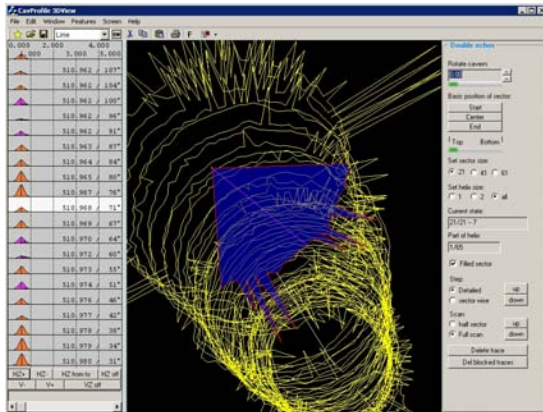 CavProfile 3DView
File Edit Window Features Screen Help
Line
F
0.000 2.000 4.000
.000 3.000 5.000
510.962 / 107°
510.962 / 104°
510.962 / 100°
510.962 / 96°
510.962 / 91°
510.963 / 87°
510.964 / 84°
510.965 / 80°
510.967 / 76°
510.968 / 71°
510.969 / 67°
510.970 / 64°
510.972 / 60°
510.973 / 55°
510.974 / 51°
510.976 / 46°
510.977 / 42°
510.978 / 38°
510.979 / 34°
510.980 / 31°
HZ+ HZ- HZ from to HZ off
V- V+ VZ off
Double echos
Rotate cavern:
Basic position of sector:
Start
Center
End
Top Bottom
Set sector size:
21 41 61
Set helix size:
1 2 all
Current state:
21/21 - 7
Part of helix:
1/65
Filled sector
Step:
Detailed up
sector wire down
Scan:
half sector up
Full scan down
Delete trace
Del blocked traces